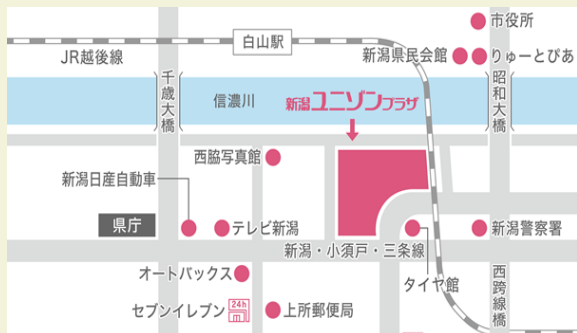 市役所
白山駅
JR越後線
新潟県民会館
りゅーとぴあ
千歳大橋
信濃川
新潟ユニゾンプラザ
昭和大橋
西脇写真館
新潟日産自動車
県庁
テレビ新潟
新潟警察署
新潟・小須戸・三条線
オートバックス
タイヤ館
西跨線橋
セブンイレブン
24h
上所郵便局